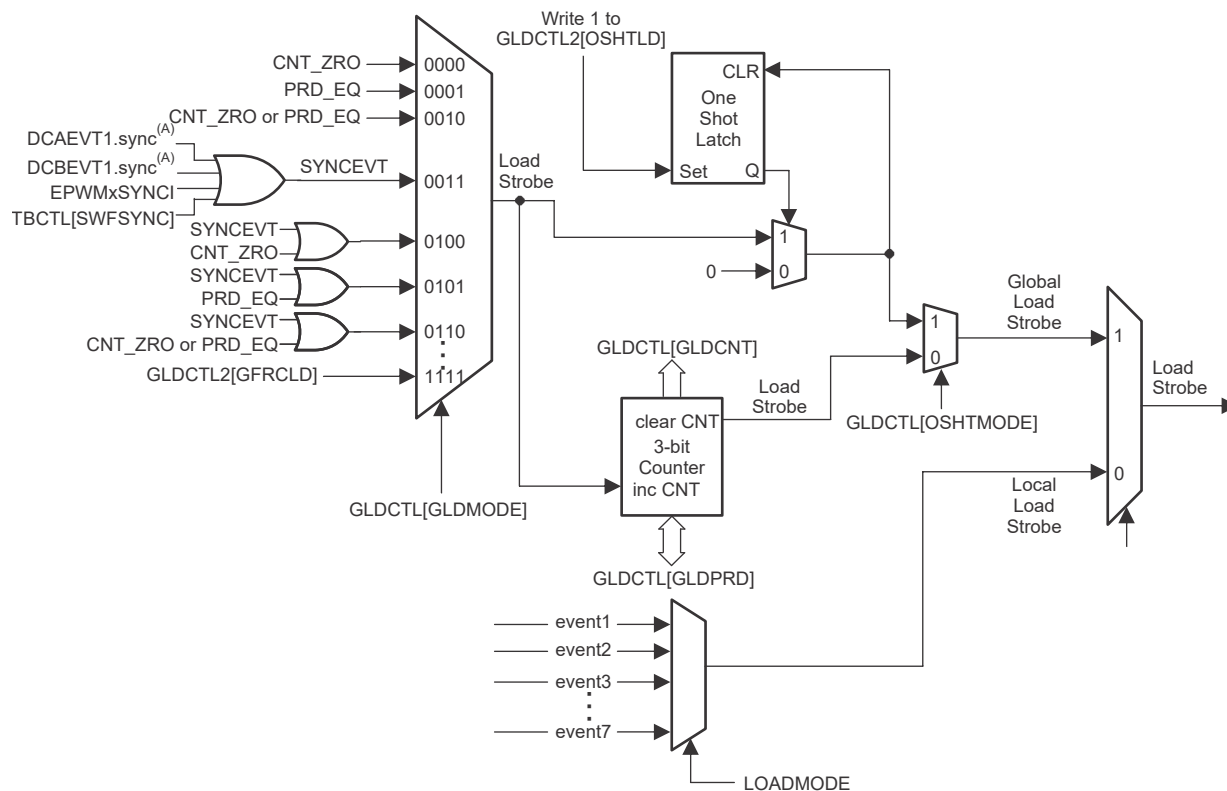 Write 1 to
GLDCTL2[OSHTLD]
CNT_ZRO
0000
PRD_EQ
0001
CNT_ZRO or PRD_EQ
0010
DCAEVT1.sync(A)
DCBEVT1.sync(A)
EPWMxSYNCI
TBCTL[SWFSYNC]
SYNCEVT
0011
SYNCEVT
CNT_ZRO
0100
SYNCEVT
PRD_EQ
0101
SYNCEVT
CNT_ZRO or PRD_EQ
0110
GLDCTL2[GFRCLD]
1111
GLDCTL[GLDMODE]
Load
Strobe
CLR
One
Shot
Latch
Set
Q
1
0
0
GLDCTL[GLDCNT]
clear CNT
3-bit
Counter
inc CNT
GLDCTL[GLDPRD]
Load
Strobe
1
0
GLDCTL[OSHTMODE]
Global
Load
Strobe
Local
Load
Strobe
1
0
Load
Strobe
event1
event2
event3
event7
LOADMODE